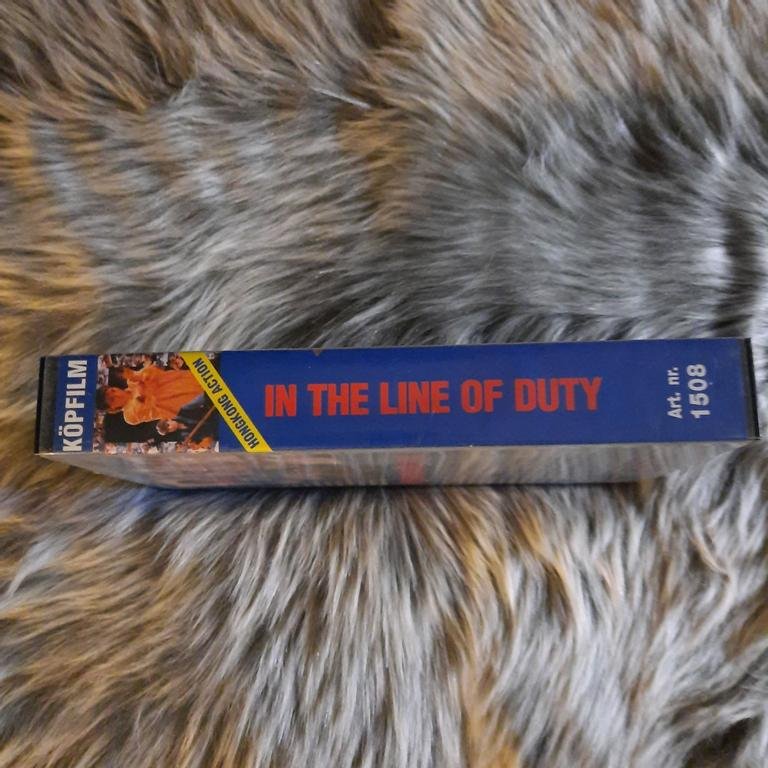 KÖPFILM
HONGKONG ACTION
IN THE LINE OF DUTY
Art. nr.
1508